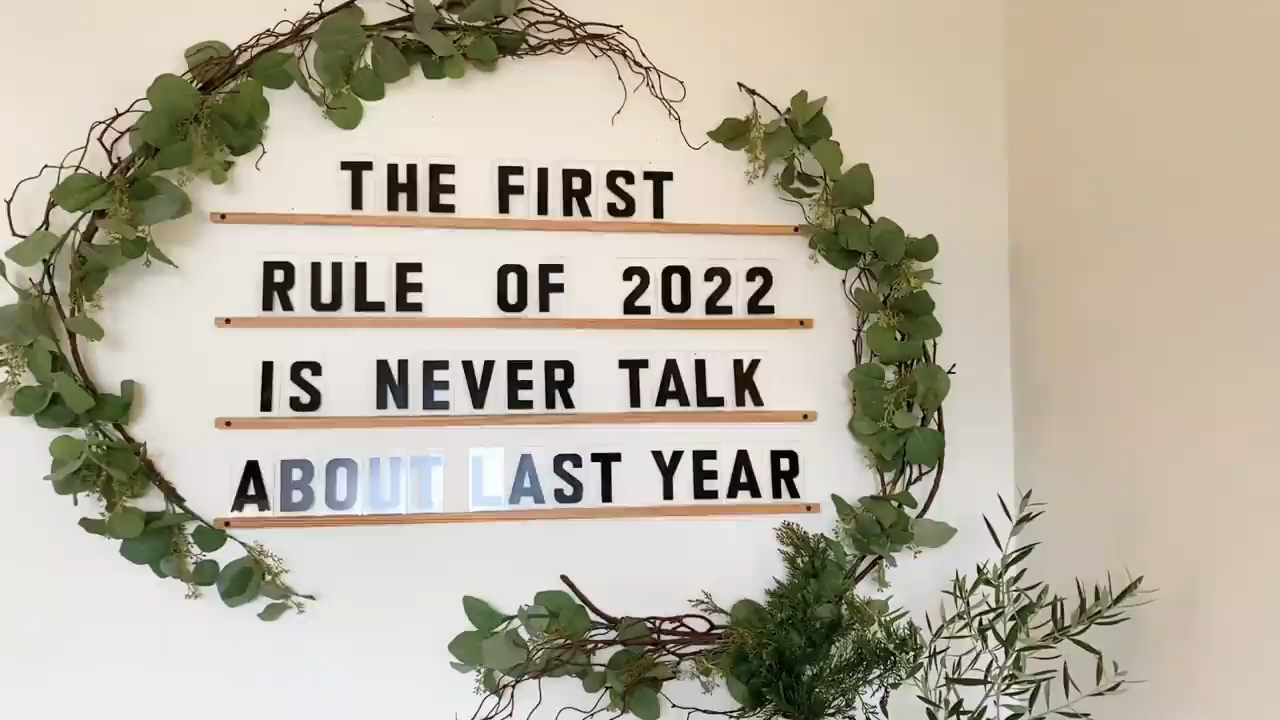 THE FIRST
RULE OF 2022
IS NEVER TALK
ABOUT LAST YEAR